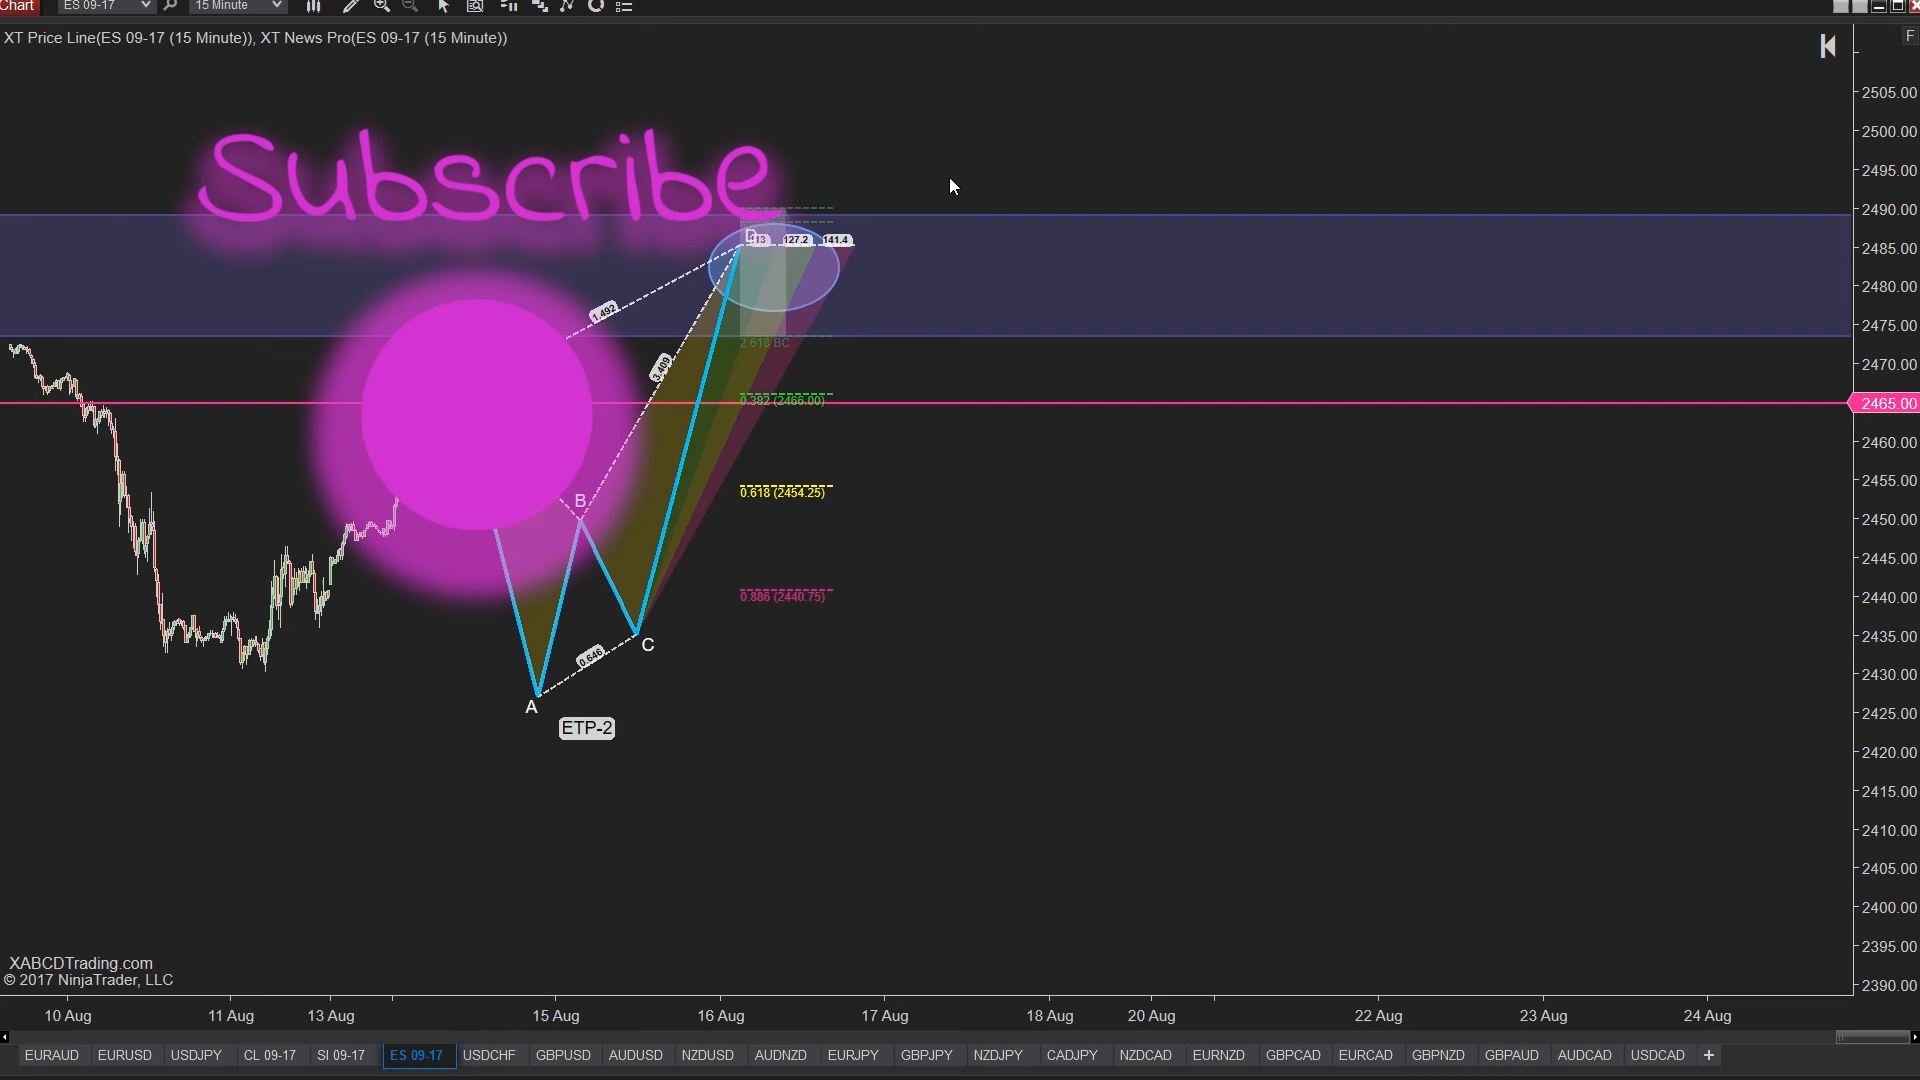 Chart ES 09-17 15 Minute
XT Price Line(ES 09-17 (15 Minute)), XT News Pro(ES 09-17 (15 Minute))
F
Subscribe
2505.00
2500.00
2495.00
2490.00
2485.00
2480.00
2475.00
2470.00
2465.00
2460.00
2455.00
2450.00
2445.00
2440.00
2435.00
2430.00
2425.00
2420.00
2415.00
2410.00
2405.00
2400.00
2395.00
2390.00
D 113 127.2 141.4
1.492
2.618 BC
3.409
0.382 (2466.00)
0.618 (2454.25)
B
0.886 (2440.75)
C
0.646
A
ETP-2
XABCDTrading.com
© 2017 NinjaTrader, LLC
10 Aug 11 Aug 13 Aug 15 Aug 16 Aug 17 Aug 18 Aug 20 Aug 22 Aug 23 Aug 24 Aug
EURAUD EURUSD USDJPY CL 09-17 SI 09-17 ES 09-17 USDCHF GBPUSD AUDUSD NZDUSD AUDNZD EURJPY GBPJPY NZDJPY CADJPY NZDCAD EURNZD GBPCAD EURCAD GBPNZD GBPAUD AUDCAD USDCAD +